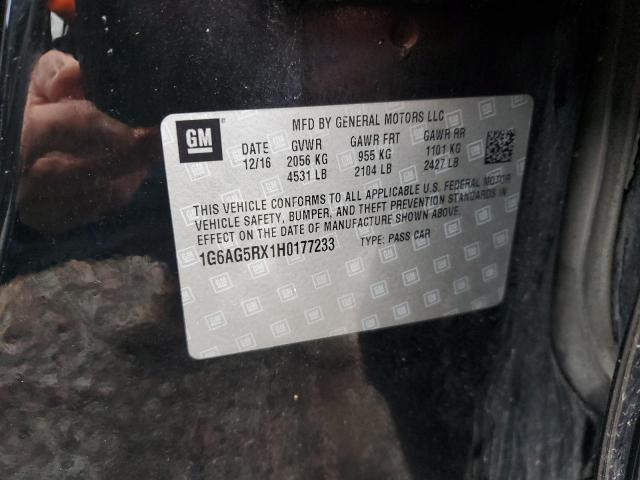 GM
MFD BY GENERAL MOTORS LLC
DATE GVWR GAWR FRT GAWR RR
12/16 2056 KG 955 KG 1101 KG
4531 LB 2104 LB 2427 LB
THIS VEHICLE CONFORMS TO ALL APPLICABLE U.S. FEDERAL MOTOR
VEHICLE SAFETY, BUMPER, AND THEFT PREVENTION STANDARDS IN
EFFECT ON THE DATE OF MANUFACTURE SHOWN ABOVE.
1G6AG5RX1H0177233 TYPE: PASS CAR